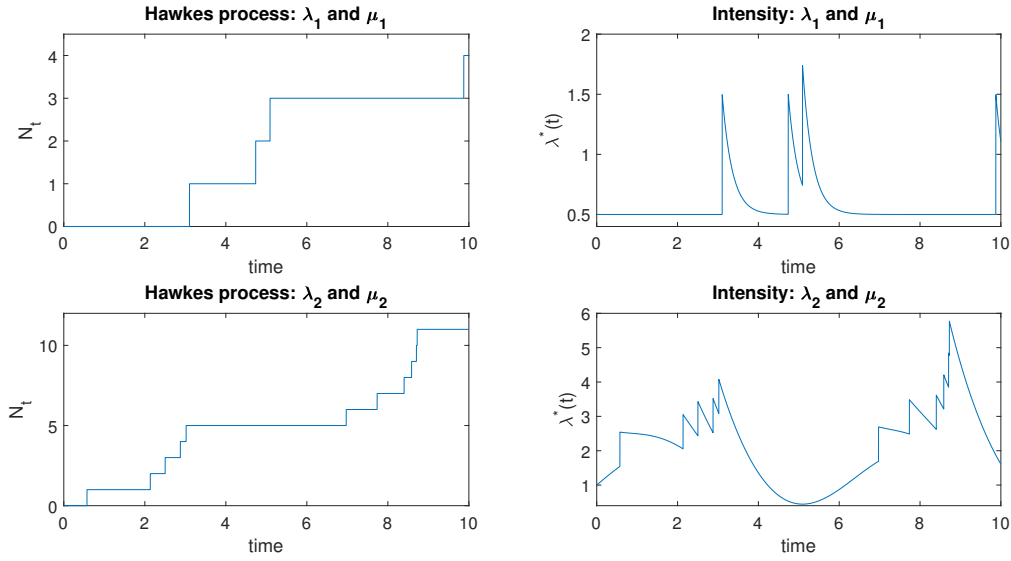 Hawkes process: λ₁ and μ₁
4
3
2
1
0
N_t
0 2 4 6 8 10
time
Intensity: λ₁ and μ₁
2
1.5
1
0.5
λ*(t)
0 2 4 6 8 10
time
Hawkes process: λ₂ and μ₂
10
5
0
N_t
0 2 4 6 8 10
time
Intensity: λ₂ and μ₂
6
5
4
3
2
1
λ*(t)
0 2 4 6 8 10
time